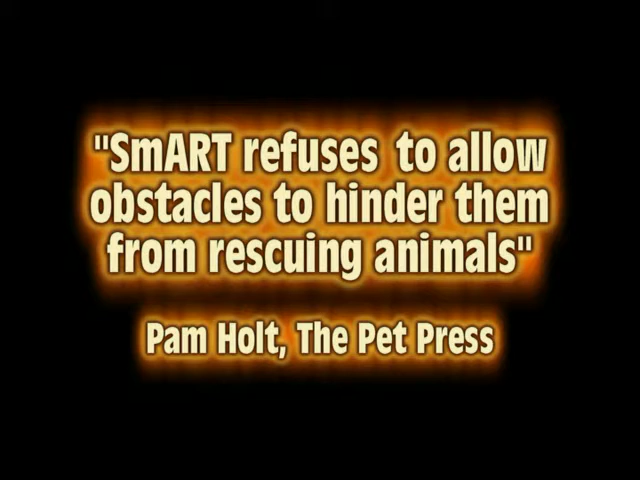 "SmART refuses to allow
obstacles to hinder them
from rescuing animals"
Pam Holt, The Pet Press